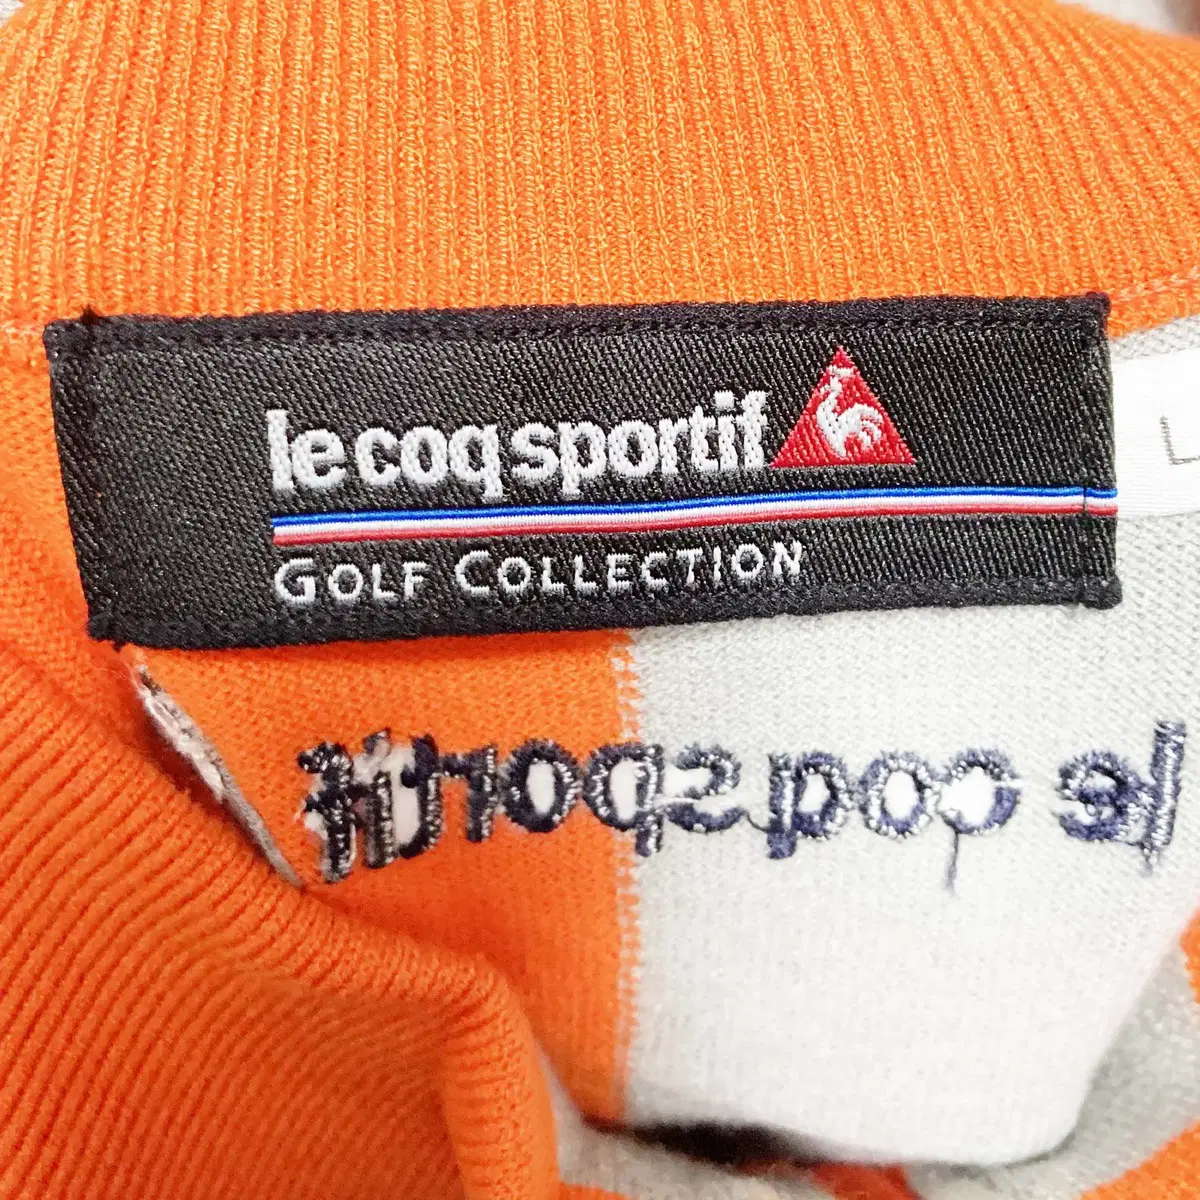 le coq sportif
L
GOLF COLLECTION
le coq sportif